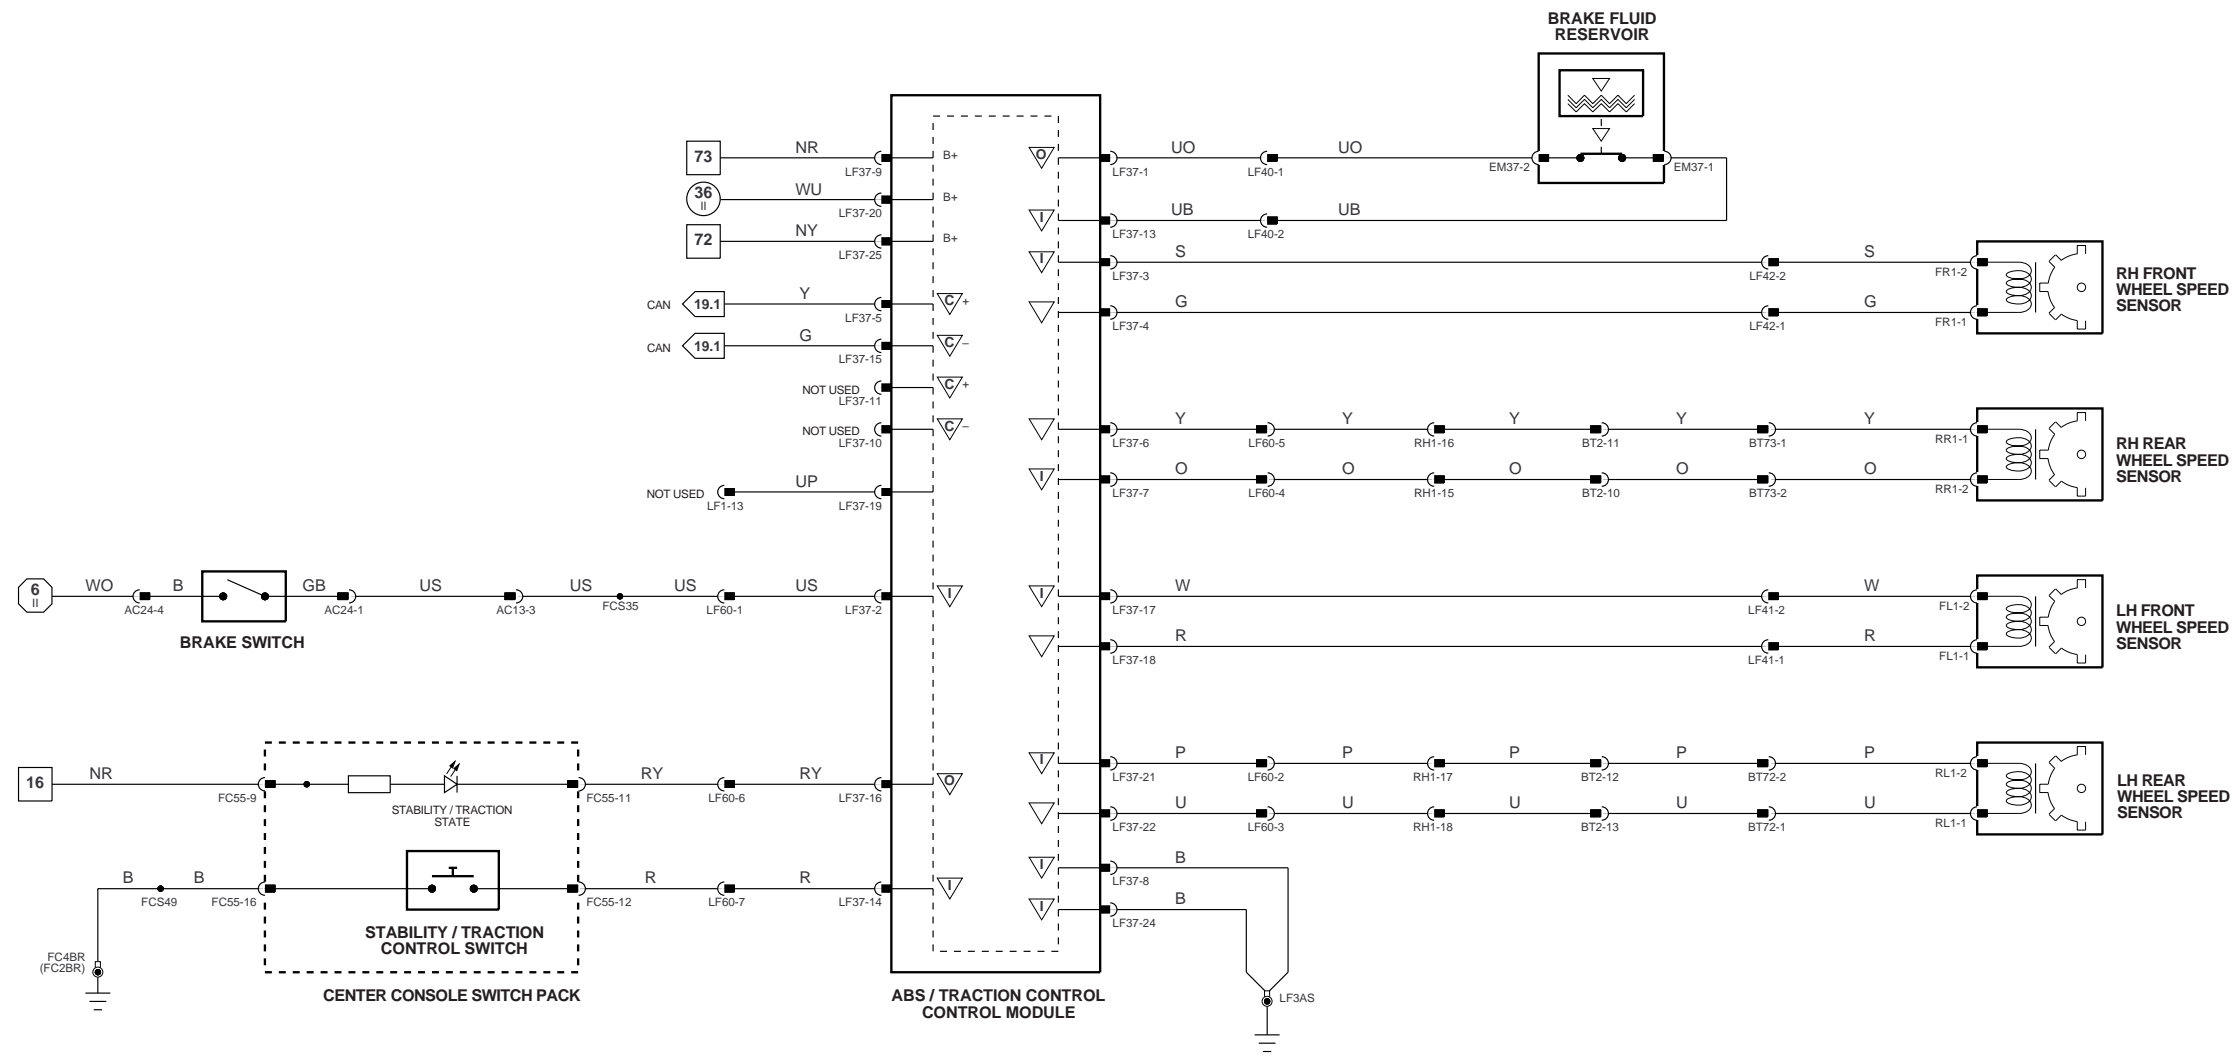 BRAKE FLUID
RESERVOIR
73 NR LF37-9 B+ O LF37-1 UO LF40-1 UO EM37-2 EM37-1
36 II WU LF37-20 B+ I LF37-13 UB LF40-2 UB
72 NY LF37-25 B+ I LF37-3 S LF42-2 S FR1-2
CAN 19.1 Y LF37-5 C + LF37-4 G LF42-1 G FR1-1
RH FRONT
WHEEL SPEED
SENSOR
CAN 19.1 G LF37-15 C –
NOT USED LF37-11 C +
NOT USED LF37-10 C – LF37-6 Y LF60-5 Y RH1-16 Y BT2-11 Y BT73-1 Y RR1-1
I LF37-7 O LF60-4 O RH1-15 O BT2-10 O BT73-2 O RR1-2
RH REAR
WHEEL SPEED
SENSOR
NOT USED LF1-13 UP LF37-19
6 II WO AC24-4 B GB AC24-1 US AC13-3 US FCS35 US LF60-1 US LF37-2 I I LF37-17 W LF41-2 W FL1-2
BRAKE SWITCH
LF37-18 R LF41-1 R FL1-1
LH FRONT
WHEEL SPEED
SENSOR
I LF37-21 P LF60-2 P RH1-17 P BT2-12 P BT72-2 P RL1-2
16 NR FC55-9 FC55-11 RY LF60-6 RY LF37-16 O
STABILITY / TRACTION
STATE
LF37-22 U LF60-3 U RH1-18 U BT2-13 U BT72-1 U RL1-1
LH REAR
WHEEL SPEED
SENSOR
I LF37-8 B
B FCS49 B FC55-16 FC55-12 R LF60-7 R LF37-14 I
I LF37-24 B
STABILITY / TRACTION
CONTROL SWITCH
FC4BR
(FC2BR)
CENTER CONSOLE SWITCH PACK
ABS / TRACTION CONTROL
CONTROL MODULE
LF3AS